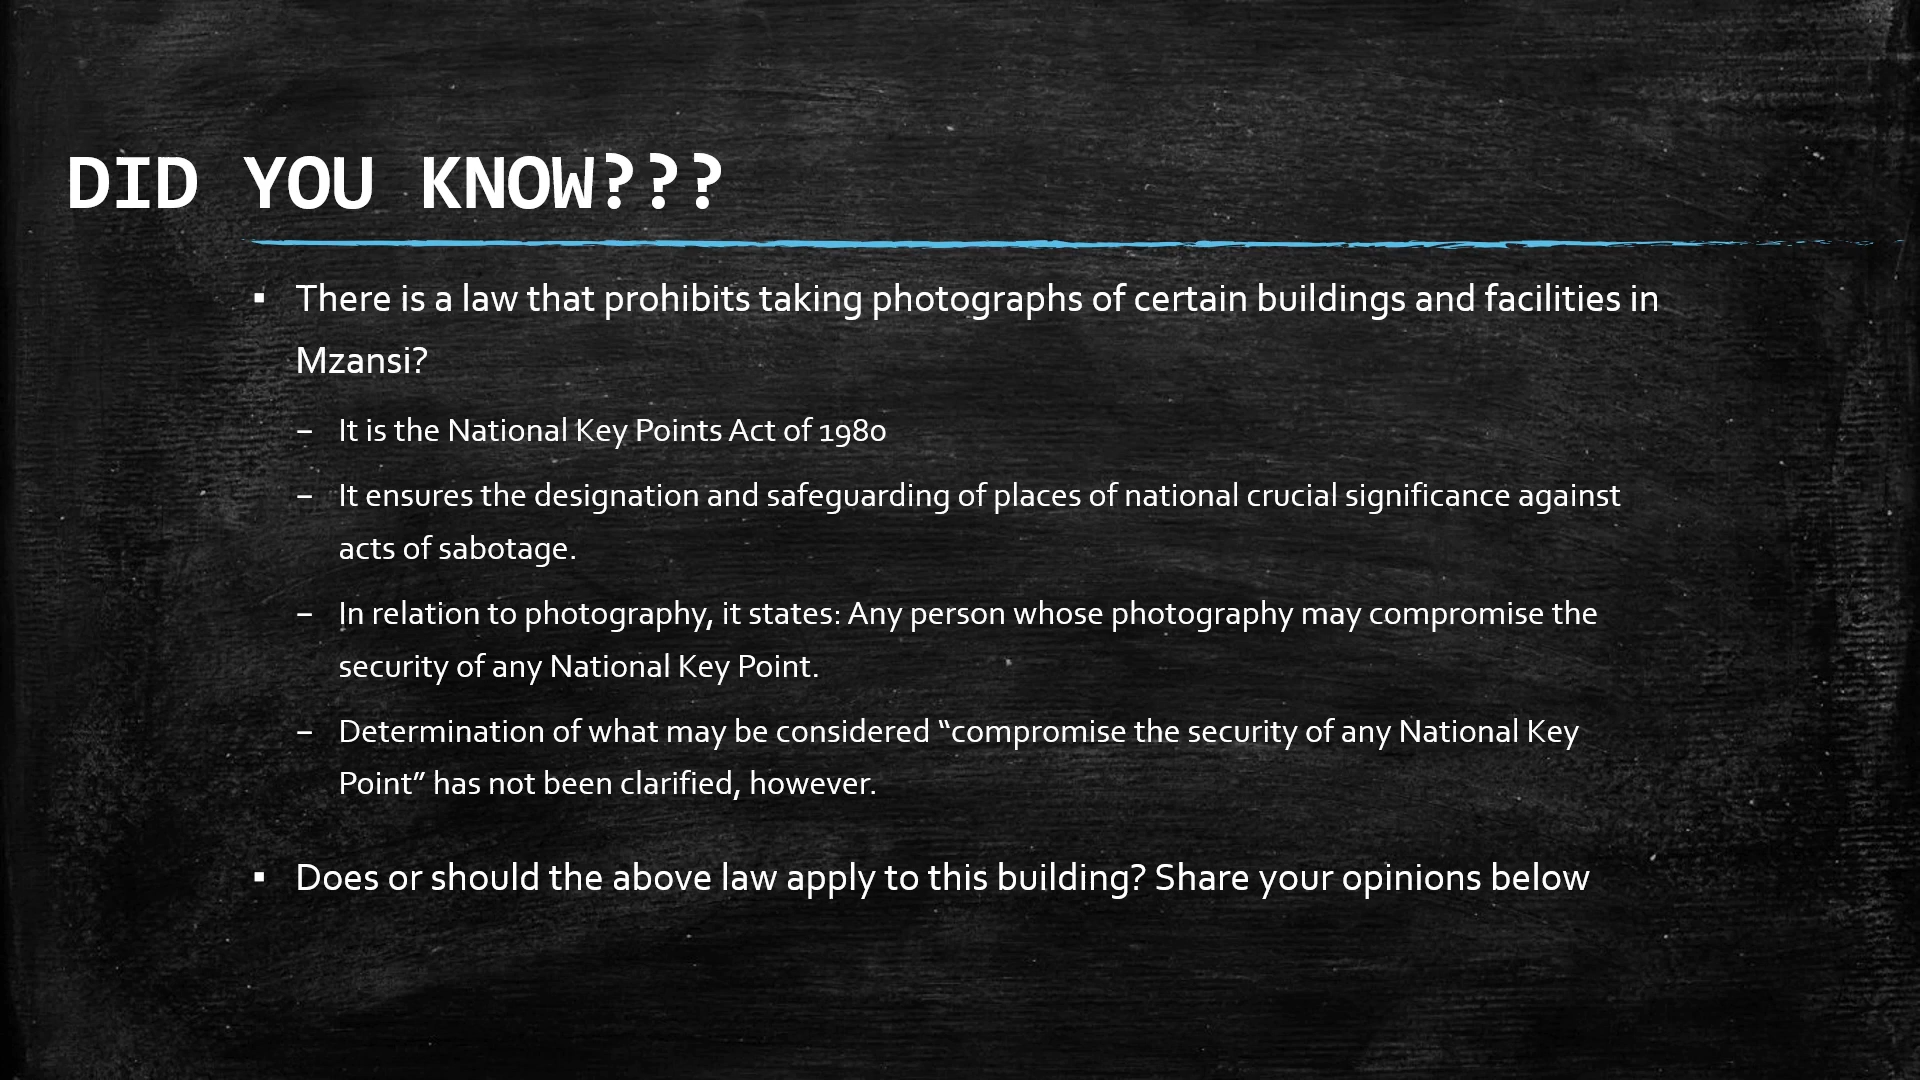 DID YOU KNOW???
▪ There is a law that prohibits taking photographs of certain buildings and facilities in
Mzansi?
– It is the National Key Points Act of 1980
– It ensures the designation and safeguarding of places of national crucial significance against
acts of sabotage.
– In relation to photography, it states: Any person whose photography may compromise the
security of any National Key Point.
– Determination of what may be considered “compromise the security of any National Key
Point” has not been clarified, however.
▪ Does or should the above law apply to this building? Share your opinions below